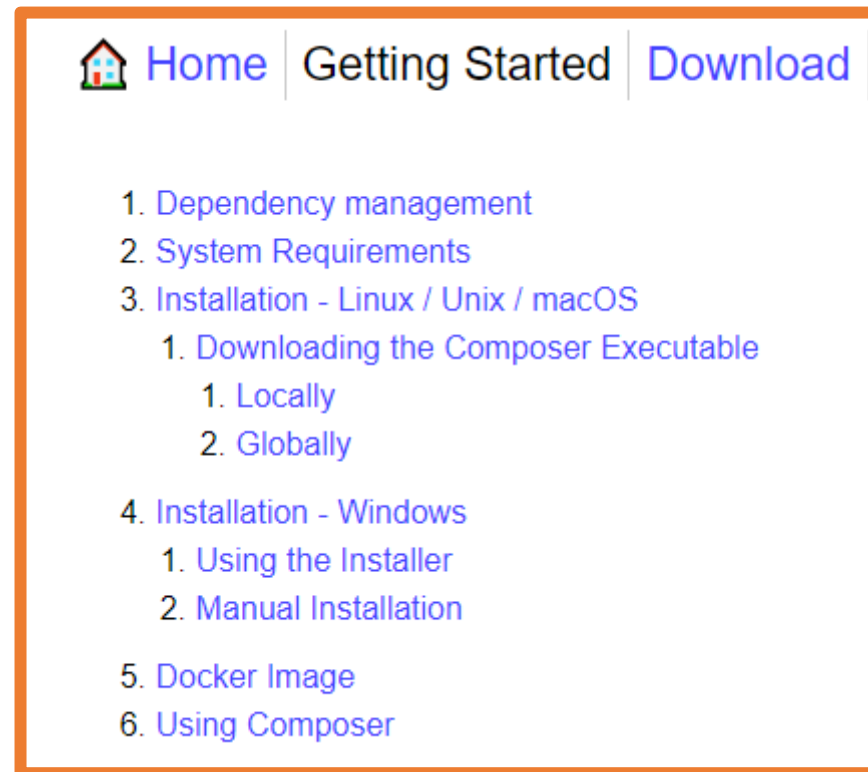 Home Getting Started Download
1. Dependency management
2. System Requirements
3. Installation - Linux / Unix / macOS
1. Downloading the Composer Executable
1. Locally
2. Globally
4. Installation - Windows
1. Using the Installer
2. Manual Installation
5. Docker Image
6. Using Composer